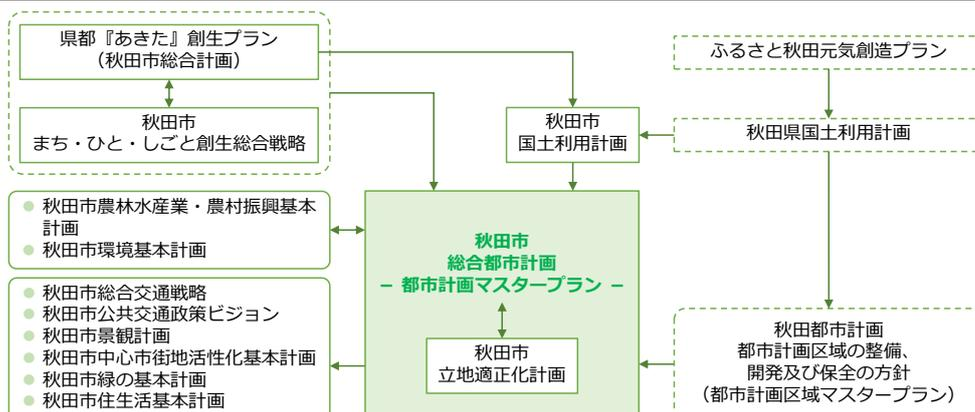 県都『あきた』創生プラン
（秋田市総合計画）
秋田市
まち・ひと・しごと創生総合戦略
ふるさと秋田元気創造プラン
秋田市
国土利用計画
秋田県国土利用計画
秋田市農林水産業・農村振興基本
計画
秋田市環境基本計画
秋田市
総合都市計画
－ 都市計画マスタープラン －
秋田市
立地適正化計画
秋田市総合交通戦略
秋田市公共交通政策ビジョン
秋田市景観計画
秋田市中心市街地活性化基本計画
秋田市緑の基本計画
秋田市住生活基本計画
秋田都市計画
都市計画区域の整備、
開発及び保全の方針
（都市計画区域マスタープラン）